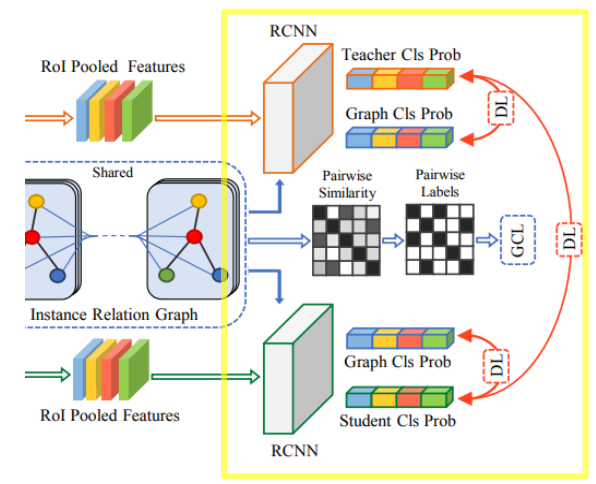 RCNN
RoI Pooled Features
Teacher Cls Prob
DL
Graph Cls Prob
Shared
Pairwise
Similarity
Pairwise
Labels
GCL
DL
Instance Relation Graph
Graph Cls Prob
DL
RoI Pooled Features
Student Cls Prob
RCNN